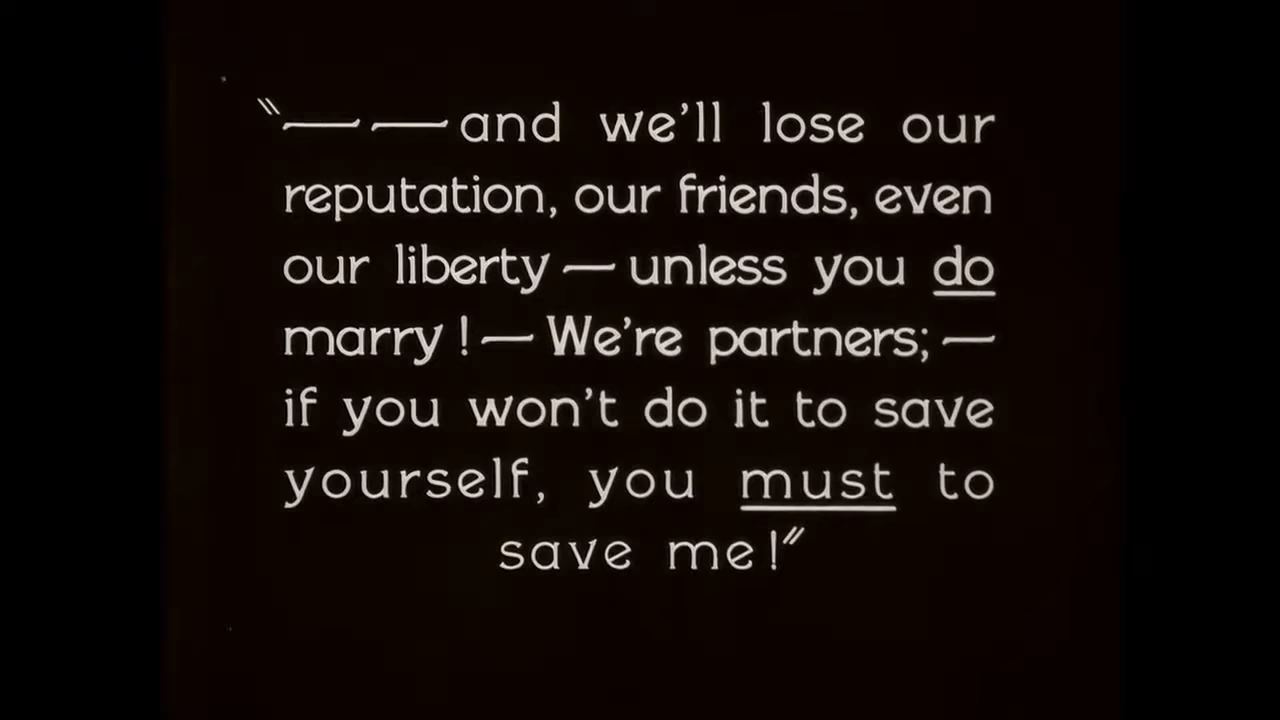 "— — and we'll lose our
reputation, our friends, even
our liberty — unless you do
marry! — We're partners; —
if you won't do it to save
yourself, you must to
save me!"